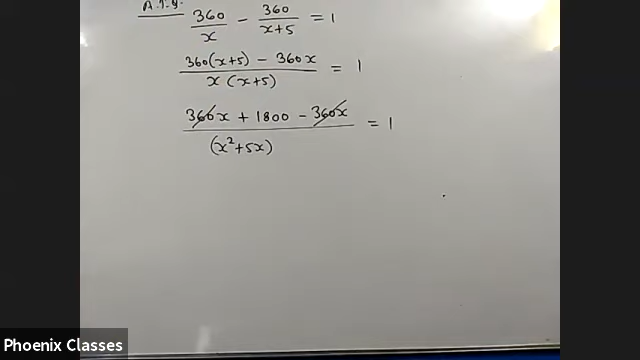 A.T.Q. 360/x - 360/x+5 = 1
360(x+5) - 360x / x(x+5) = 1
360x + 1800 - 360x / (x²+5x) = 1
Phoenix Classes